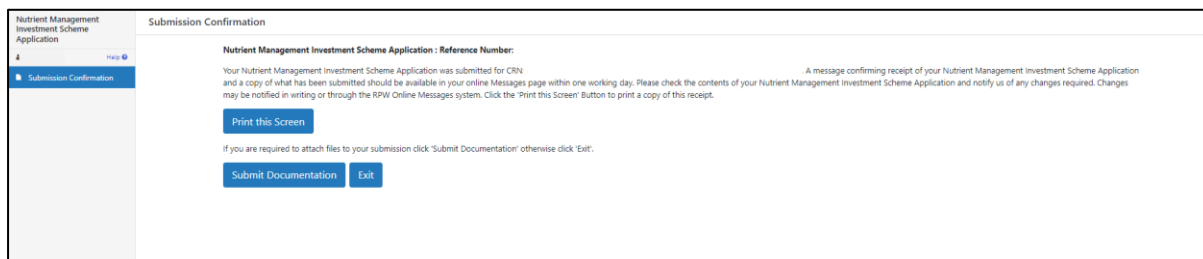 Nutrient Management
Investment Scheme
Application
Help
Submission Confirmation
Submission Confirmation
Nutrient Management Investment Scheme Application : Reference Number:
Your Nutrient Management Investment Scheme Application was submitted for CRN . A message confirming receipt of your Nutrient Management Investment Scheme Application
and a copy of what has been submitted should be available in your online Messages page within one working day. Please check the contents of your Nutrient Management Investment Scheme Application and notify us of any changes required. Changes
may be notified in writing or through the RPW Online Messages system. Click the 'Print this Screen' Button to print a copy of this receipt.
Print this Screen
If you are required to attach files to your submission click 'Submit Documentation' otherwise click 'Exit'.
Submit Documentation Exit